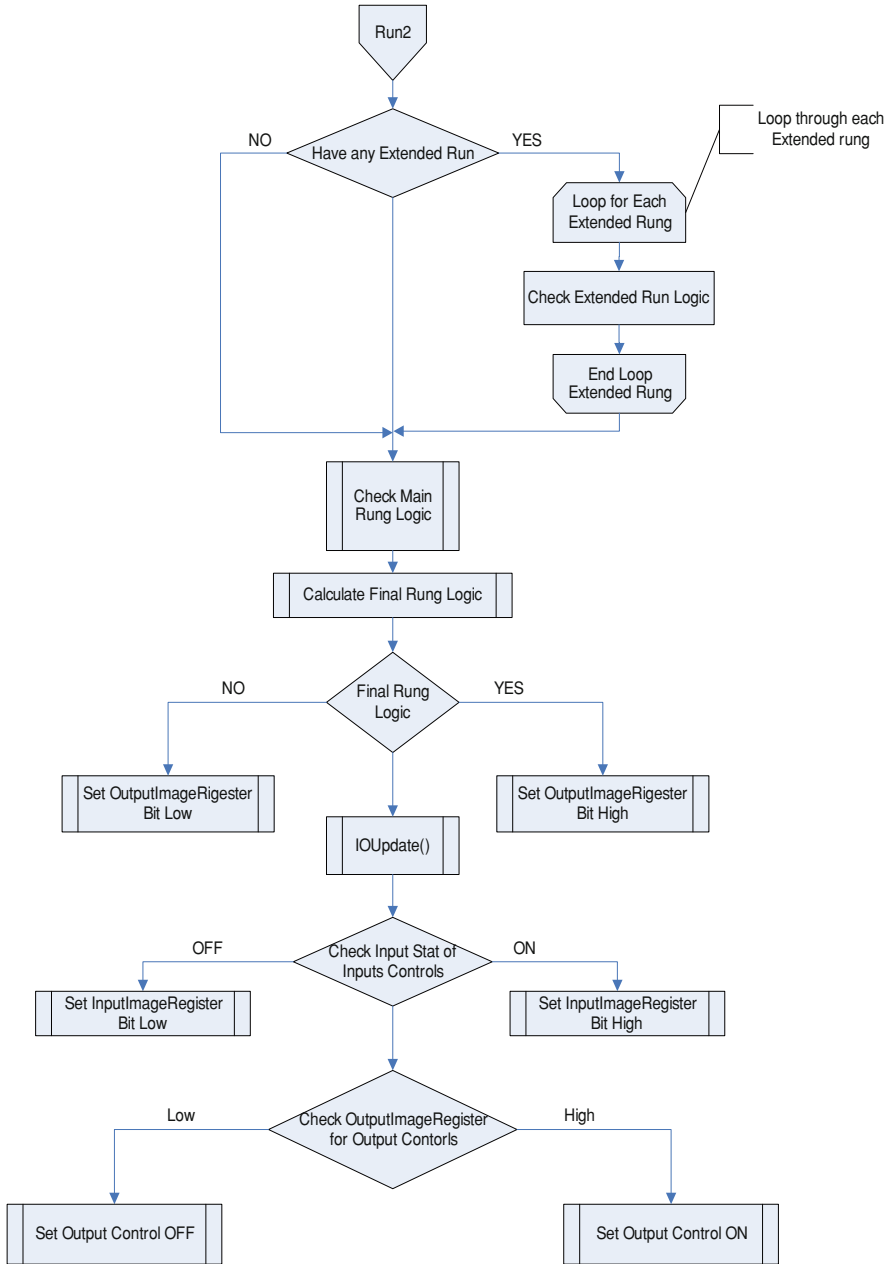 Run2
NO
Have any Extended Run
YES
Loop through each
Extended rung
Loop for Each
Extended Rung
Check Extended Run Logic
End Loop
Extended Rung
Check Main
Rung Logic
Calculate Final Rung Logic
NO
Final Rung
Logic
YES
Set OutputImageRigester
Bit Low
Set OutputImageRigester
Bit High
IOUpdate()
OFF
Check Input Stat of
Inputs Controls
ON
Set InputImageRegister
Bit Low
Set InputImageRegister
Bit High
Low
Check OutputImageRegister
for Output Contorls
High
Set Output Control OFF
Set Output Control ON